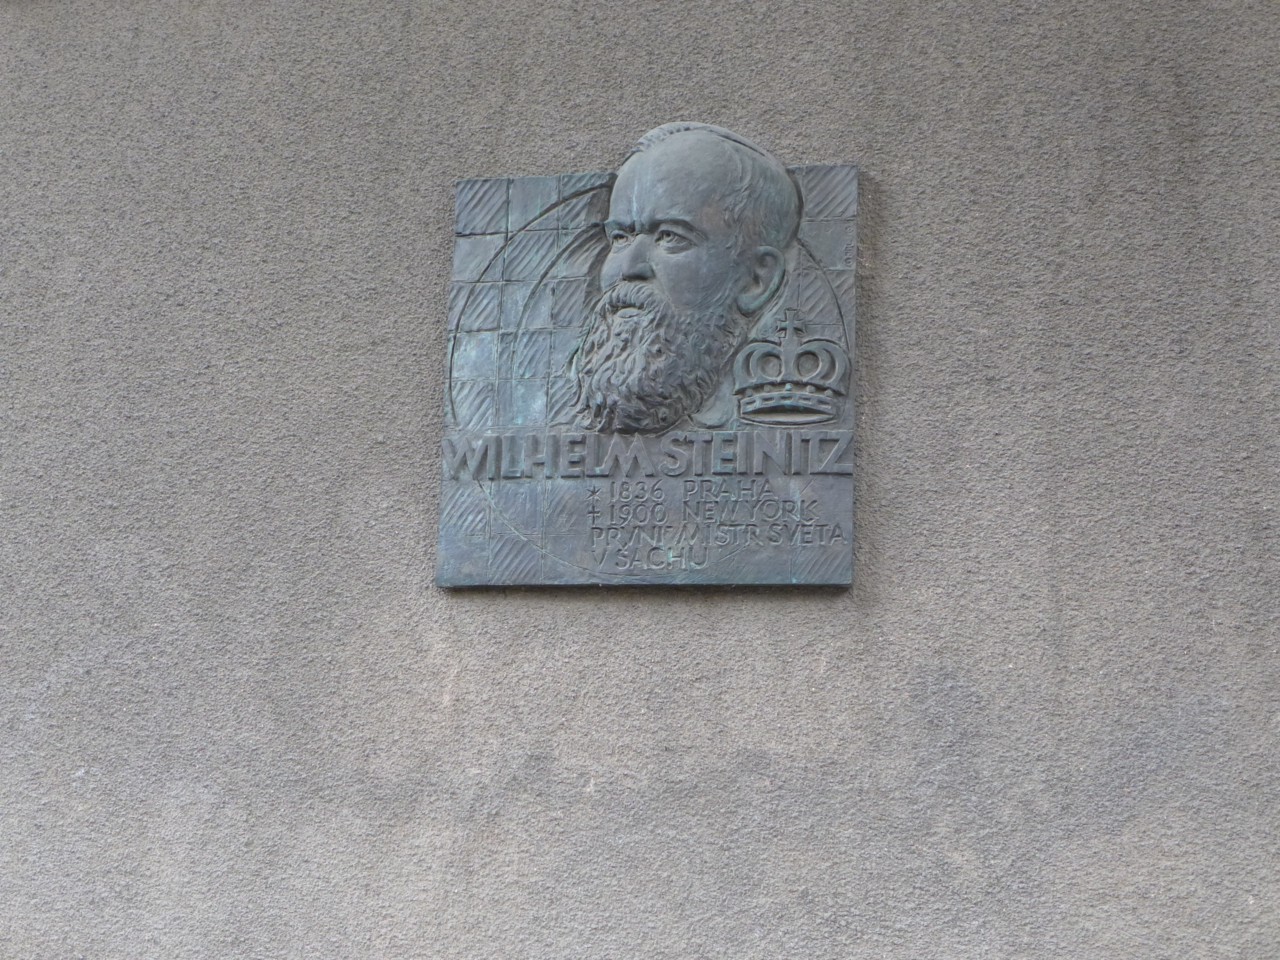 WILHELM STEINITZ
* 1836 PRAHA
† 1900 NEW YORK
PRVNÍ MISTR SVĚTA
V ŠACHU